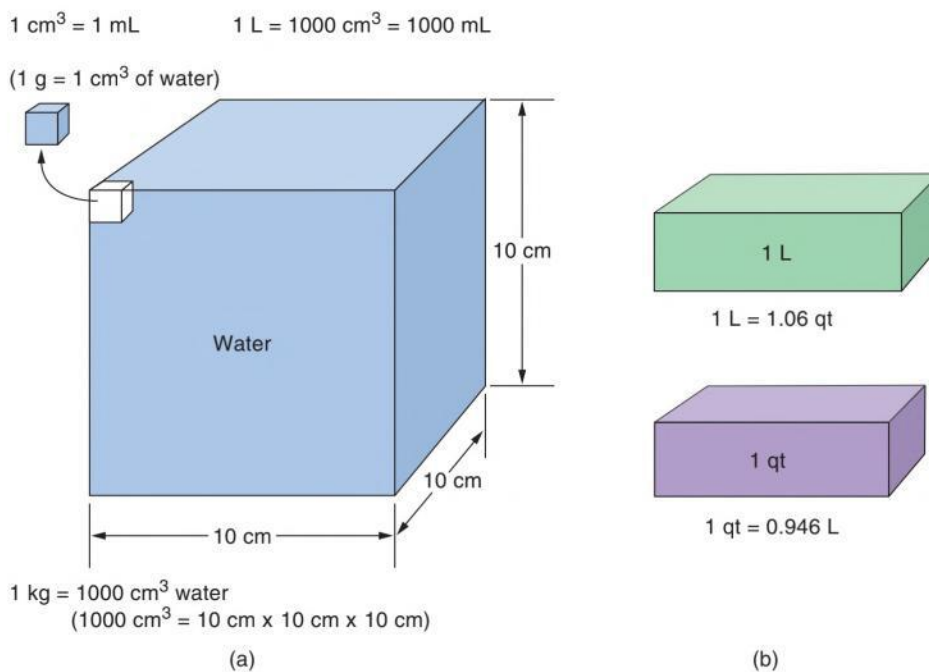 1 cm³ = 1 mL
1 L = 1000 cm³ = 1000 mL
(1 g = 1 cm³ of water)
10 cm
Water
10 cm
10 cm
1 kg = 1000 cm³ water
(1000 cm³ = 10 cm x 10 cm x 10 cm)
(a)
1 L
1 L = 1.06 qt
1 qt
1 qt = 0.946 L
(b)